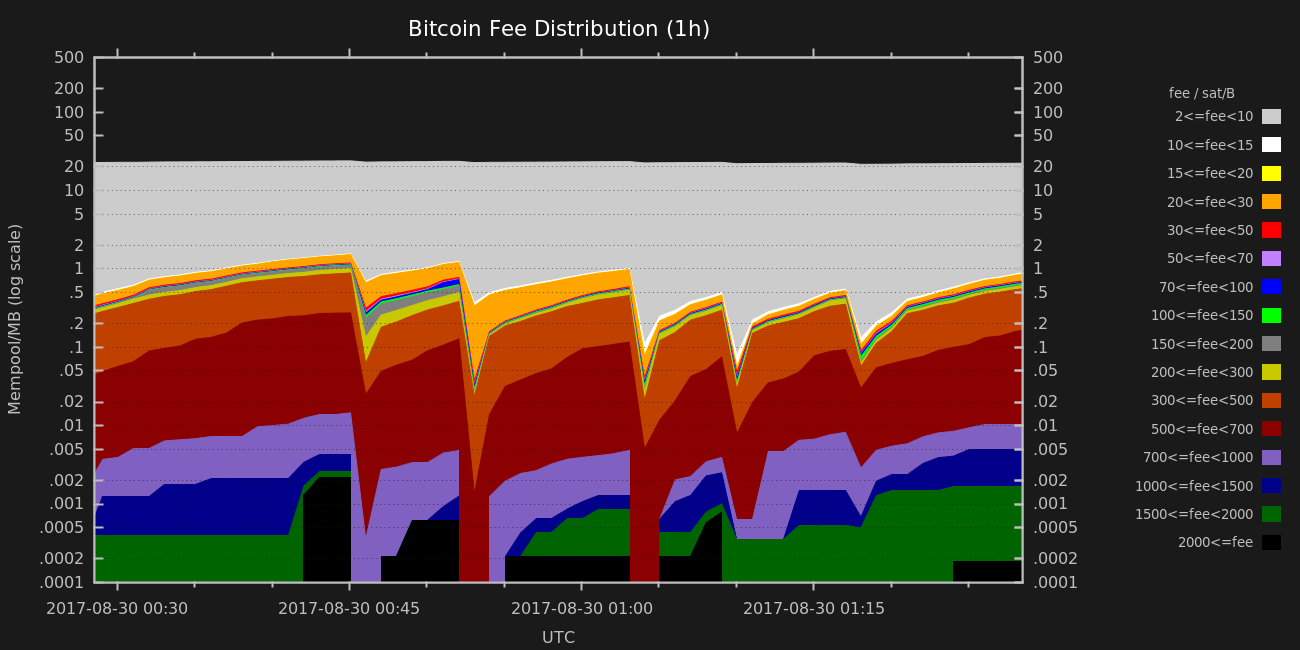 Bitcoin Fee Distribution (1h)
Mempool/MB (log scale)
500
200
100
50
20
10
5
2
1
.5
.2
.1
.05
.02
.01
.005
.002
.001
.0005
.0002
.0001
500
200
100
50
20
10
5
2
1
.5
.2
.1
.05
.02
.01
.005
.002
.001
.0005
.0002
.0001
2017-08-30 00:30
2017-08-30 00:45
2017-08-30 01:00
2017-08-30 01:15
UTC
fee / sat/B
2<=fee<10
10<=fee<15
15<=fee<20
20<=fee<30
30<=fee<50
50<=fee<70
70<=fee<100
100<=fee<150
150<=fee<200
200<=fee<300
300<=fee<500
500<=fee<700
700<=fee<1000
1000<=fee<1500
1500<=fee<2000
2000<=fee